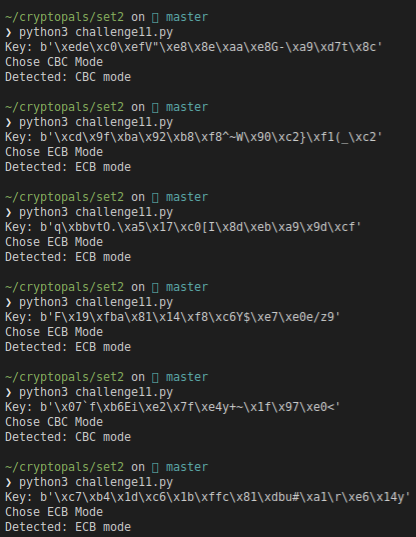 ~/cryptopals/set2 on  master
❯ python3 challenge11.py
Key: b'\xede\xc0\xefV"\xe8\x8e\xaa\xe8G-\xa9\xd7t\x8c'
Chose CBC Mode
Detected: CBC mode
~/cryptopals/set2 on  master
❯ python3 challenge11.py
Key: b'\xcd\x9f\xba\x92\xb8\xf8^~W\x90\xc2}\xf1(_\xc2'
Chose ECB Mode
Detected: ECB mode
~/cryptopals/set2 on  master
❯ python3 challenge11.py
Key: b'q\xbbvtO.\xa5\x17\xc0[I\x8d\xeb\xa9\x9d\xcf'
Chose ECB Mode
Detected: ECB mode
~/cryptopals/set2 on  master
❯ python3 challenge11.py
Key: b'F\x19\xfba\x81\x14\xf8\xc6Y$\xe7\xe0e/z9'
Chose ECB Mode
Detected: ECB mode
~/cryptopals/set2 on  master
❯ python3 challenge11.py
Key: b'\x07`f\xb6Ei\xe2\x7f\xe4y+~\x1f\x97\xe0<'
Chose CBC Mode
Detected: CBC mode
~/cryptopals/set2 on  master
❯ python3 challenge11.py
Key: b'\xc7\xb4\x1d\xc6\x1b\xffc\x81\xdbu#\xa1\r\xe6\x14y'
Chose ECB Mode
Detected: ECB mode